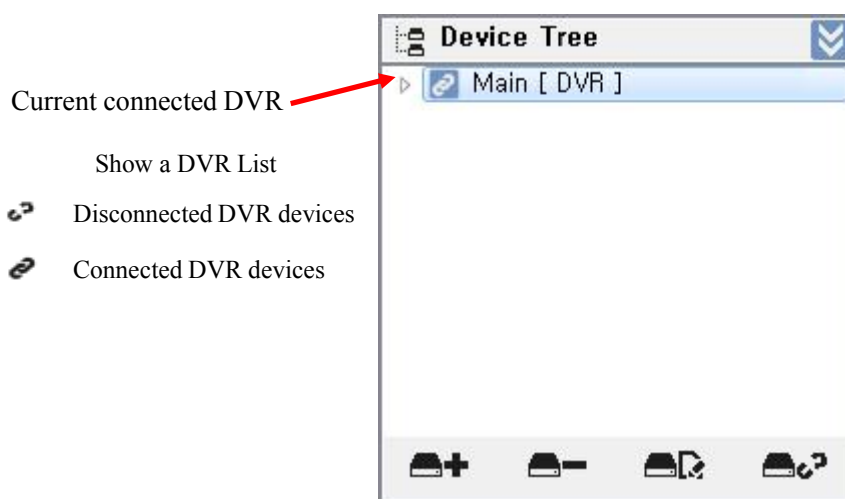 Device Tree
Main [ DVR ]
Current connected DVR
Show a DVR List
Disconnected DVR devices
Connected DVR devices